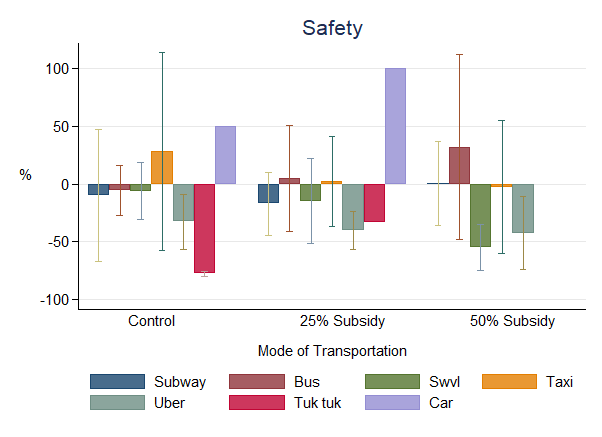 Safety
100
50
0
-50
-100
%
Control 25% Subsidy 50% Subsidy
Mode of Transportation
Subway Bus Swvl Taxi
Uber Tuk tuk Car